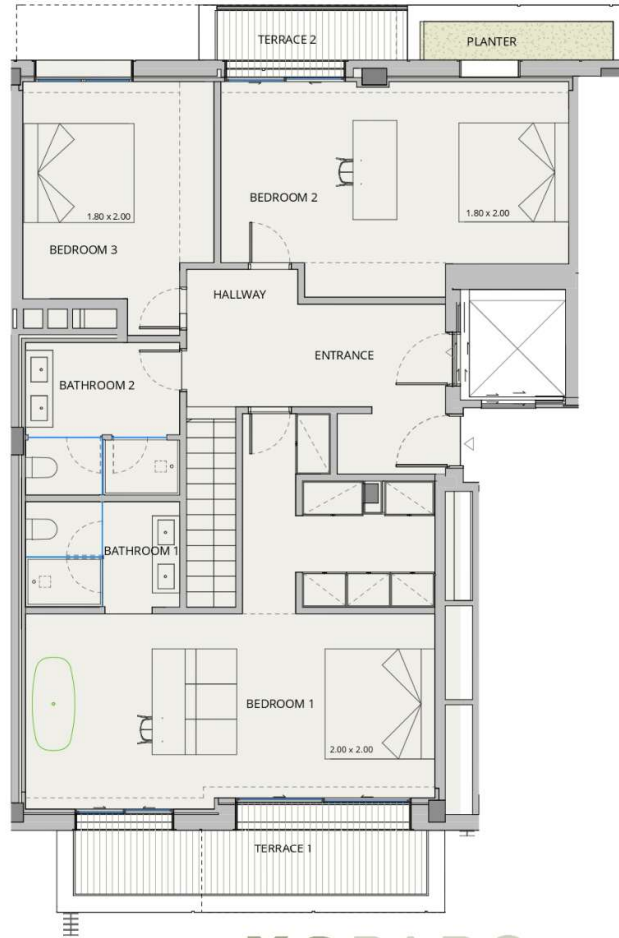 TERRACE 2
PLANTER
BEDROOM 2
1.80 x 2.00
1.80 x 2.00
BEDROOM 3
HALLWAY
ENTRANCE
BATHROOM 2
BATHROOM 1
BEDROOM 1
2.00 x 2.00
TERRACE 1